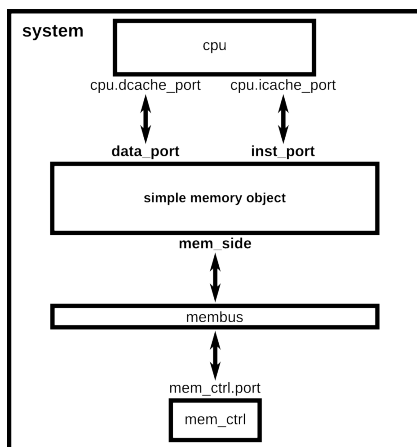 system
cpu
cpu.dcache_port cpu.icache_port
data_port inst_port
simple memory object
mem_side
membus
mem_ctrl.port
mem_ctrl